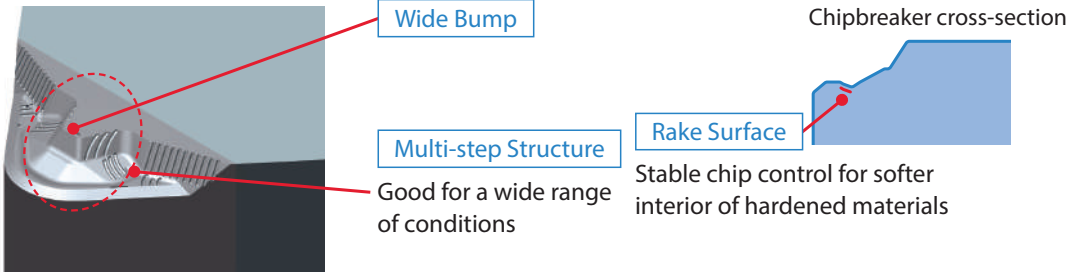 Wide Bump
Chipbreaker cross-section
Multi-step Structure
Good for a wide range
of conditions
Rake Surface
Stable chip control for softer
interior of hardened materials